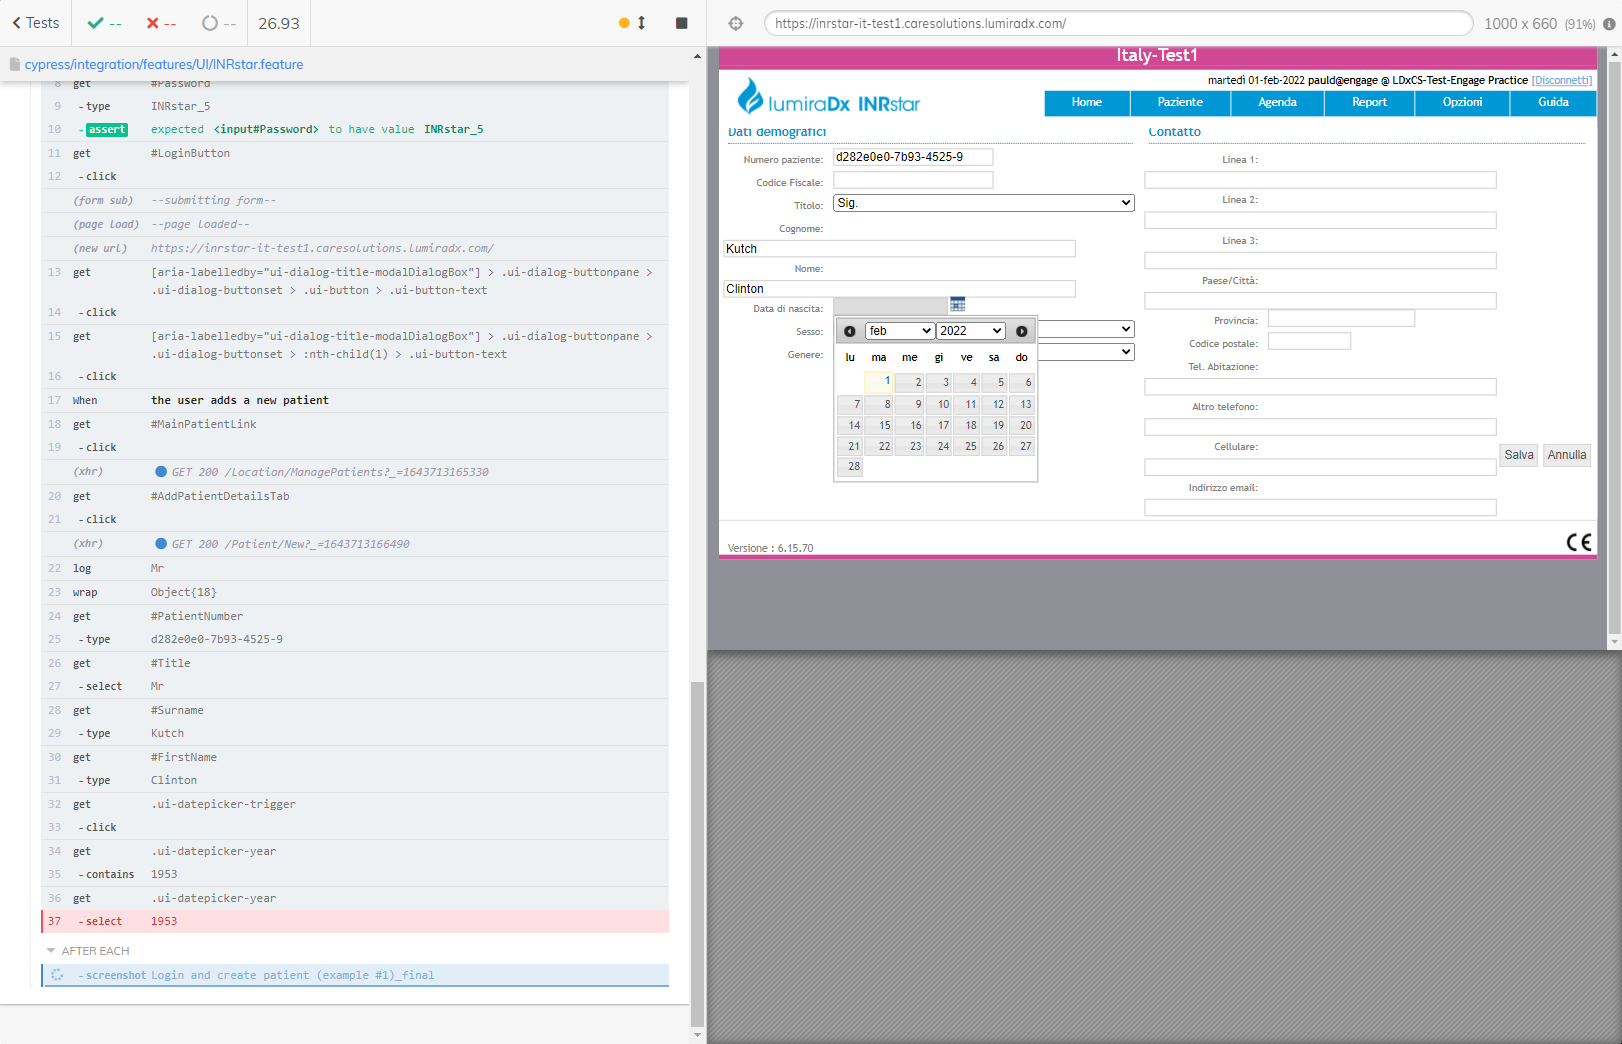 Tests
--
--
--
26.93
cypress/integration/features/UI/INRstar.feature
8 get #Password
9 -type INRstar_5
10 -assert expected <input#Password> to have value INRstar_5
11 get #LoginButton
12 -click
(form sub) --submitting form--
(page load) --page loaded--
(new url) https://inrstar-it-test1.caresolutions.lumiradx.com/
13 get [aria-labelledby="ui-dialog-title-modalDialogBox"] > .ui-dialog-buttonpane >
.ui-dialog-buttonset > .ui-button > .ui-button-text
14 -click
15 get [aria-labelledby="ui-dialog-title-modalDialogBox"] > .ui-dialog-buttonpane >
.ui-dialog-buttonset > :nth-child(1) > .ui-button-text
16 -click
17 When the user adds a new patient
18 get #MainPatientLink
19 -click
(xhr) GET 200 /Location/ManagePatients?_=1643713165330
20 get #AddPatientDetailsTab
21 -click
(xhr) GET 200 /Patient/New?_=1643713166490
22 log Mr
23 wrap Object{18}
24 get #PatientNumber
25 -type d282e0e0-7b93-4525-9
26 get #Title
27 -select Mr
28 get #Surname
29 -type Kutch
30 get #FirstName
31 -type Clinton
32 get .ui-datepicker-trigger
33 -click
34 get .ui-datepicker-year
35 -contains 1953
36 get .ui-datepicker-year
37 -select 1953
AFTER EACH
-screenshot Login and create patient (example #1)_final
https://inrstar-it-test1.caresolutions.lumiradx.com/
1000 x 660 (91%)
Italy-Test1
martedì 01-feb-2022 pauld@engage @ LDxCS-Test-Engage Practice [Disconnetti]
lumiraDx INRstar
Home Paziente Agenda Report Opzioni Guida
Dati demografici
Numero paziente: d282e0e0-7b93-4525-9
Codice Fiscale:
Titolo: Sig.
Cognome:
Kutch
Nome:
Clinton
Data di nascita:
Sesso:
Genere:
feb 2022
lu ma me gi ve sa do
1 2 3 4 5 6
7 8 9 10 11 12 13
14 15 16 17 18 19 20
21 22 23 24 25 26 27
28
Contatto
Linea 1:
Linea 2:
Linea 3:
Paese/Città:
Provincia:
Codice postale:
Tel. Abitazione:
Altro telefono:
Cellulare:
Indirizzo email:
Salva Annulla
Versione : 6.15.70
CE